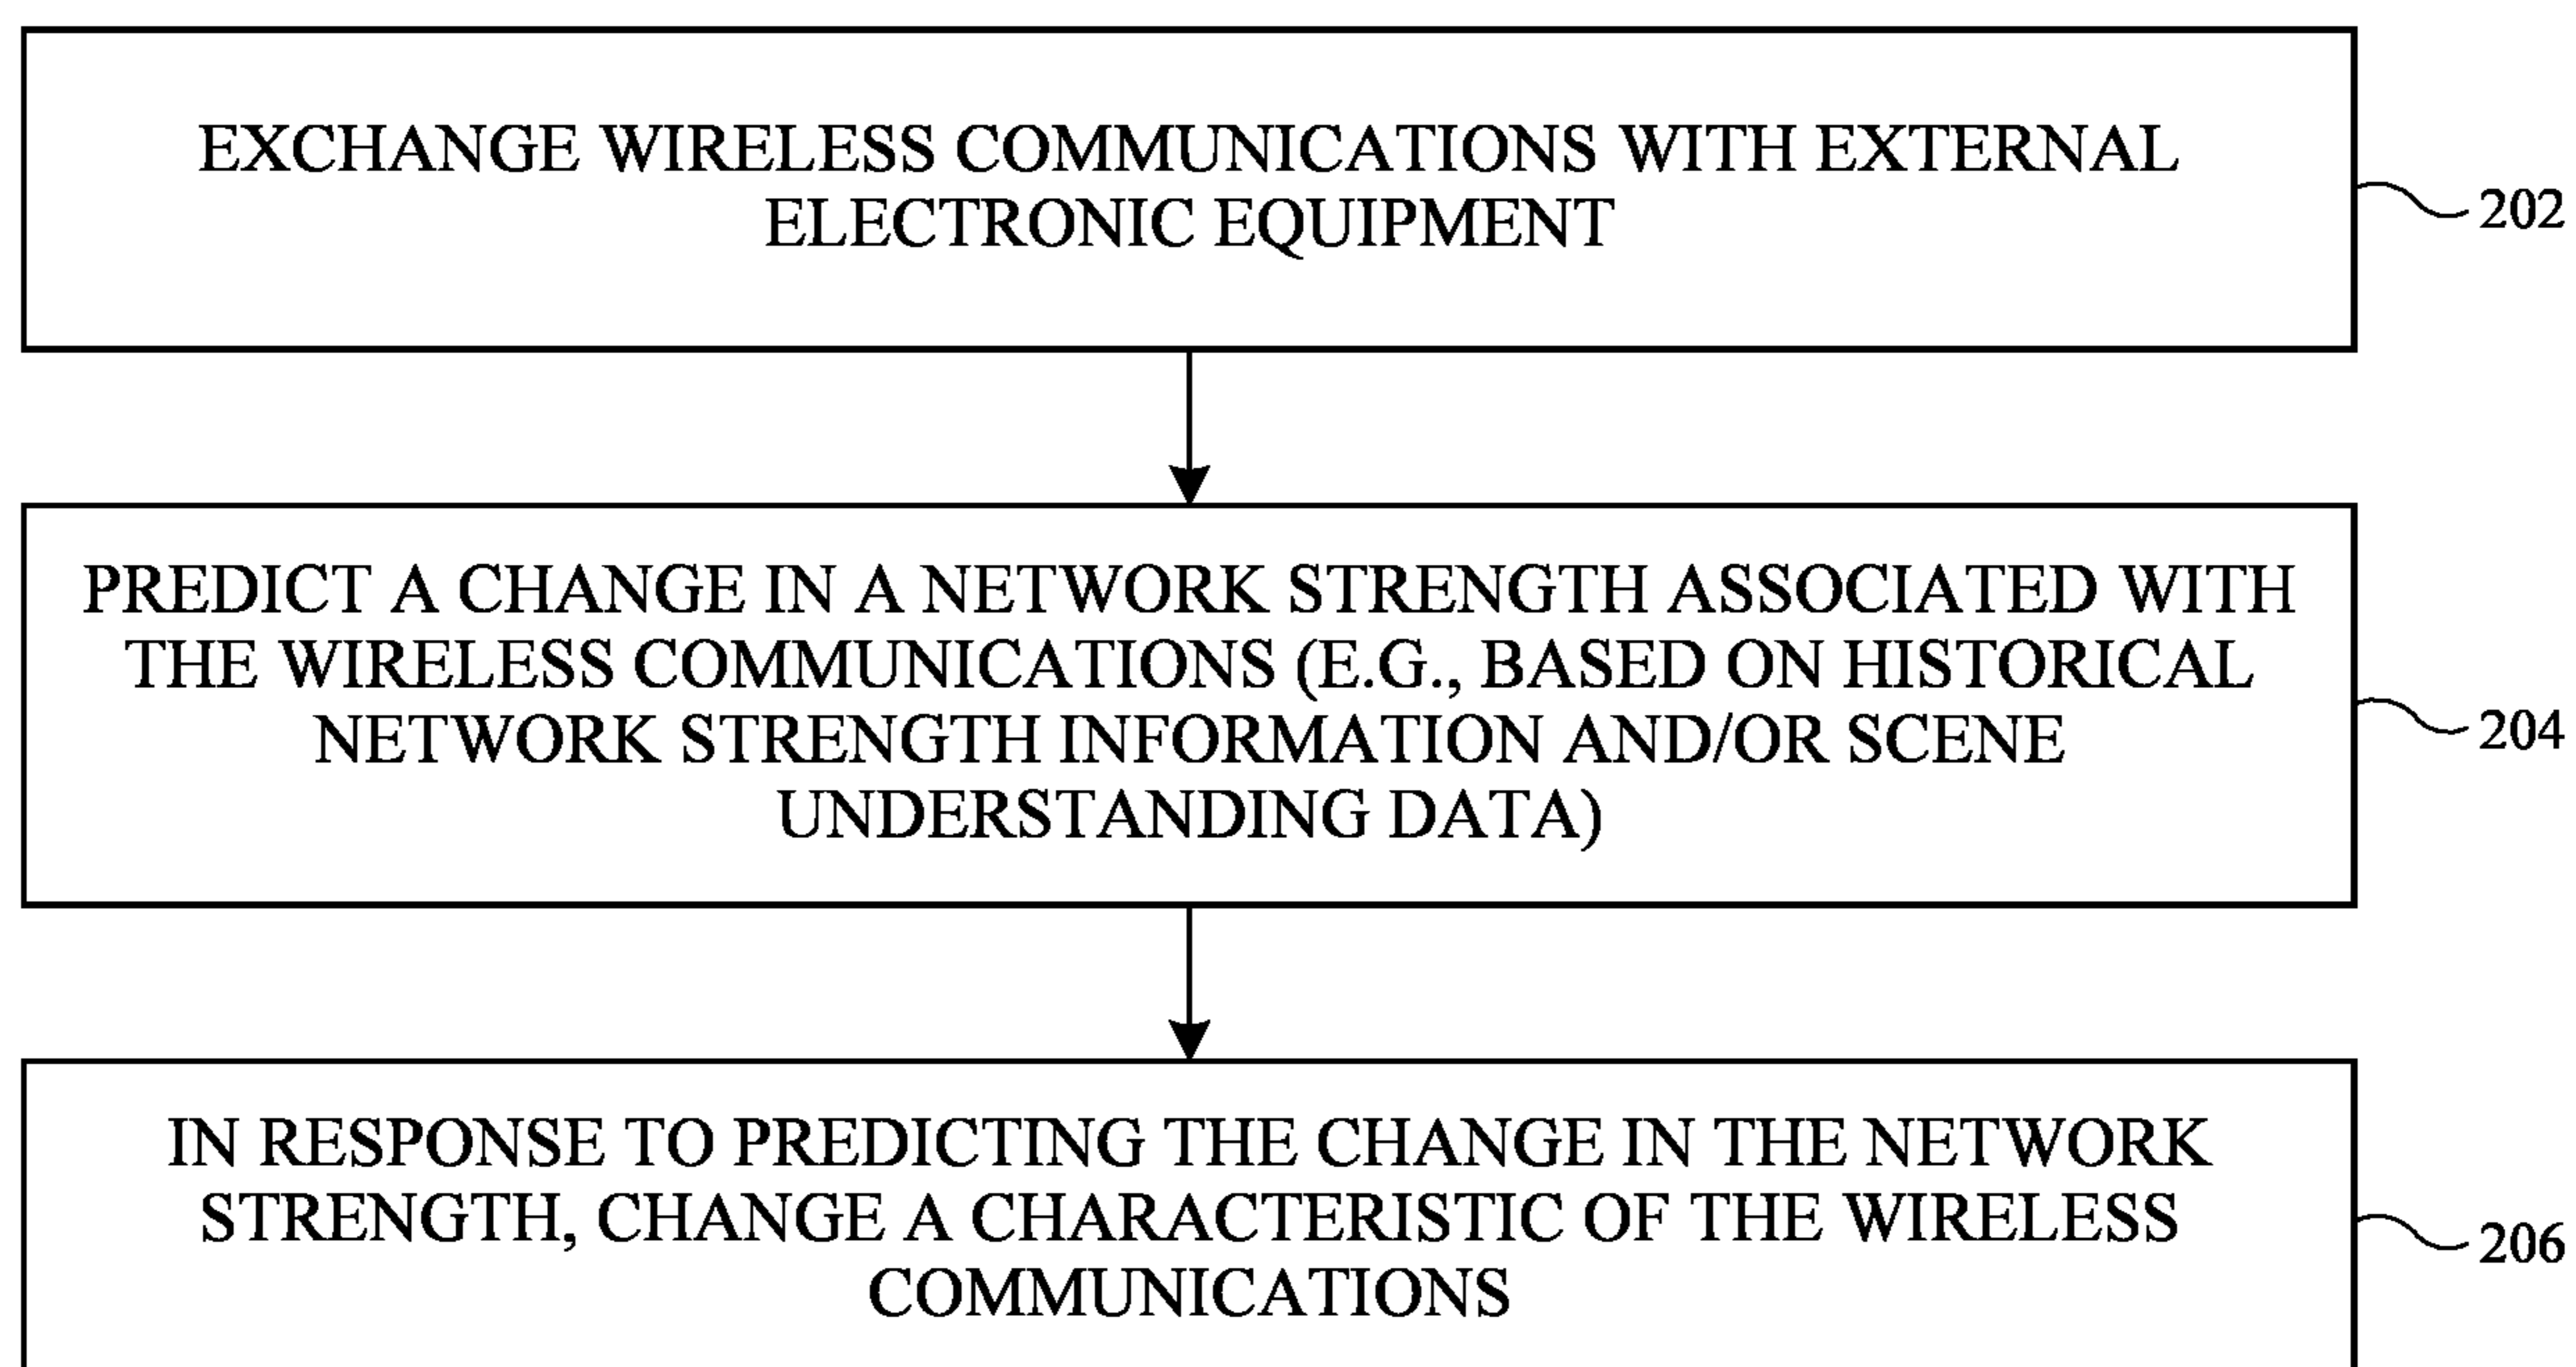 EXCHANGE WIRELESS COMMUNICATIONS WITH EXTERNAL
ELECTRONIC EQUIPMENT
202
PREDICT A CHANGE IN A NETWORK STRENGTH ASSOCIATED WITH
THE WIRELESS COMMUNICATIONS (E.G., BASED ON HISTORICAL
NETWORK STRENGTH INFORMATION AND/OR SCENE
UNDERSTANDING DATA)
204
IN RESPONSE TO PREDICTING THE CHANGE IN THE NETWORK
STRENGTH, CHANGE A CHARACTERISTIC OF THE WIRELESS
COMMUNICATIONS
206